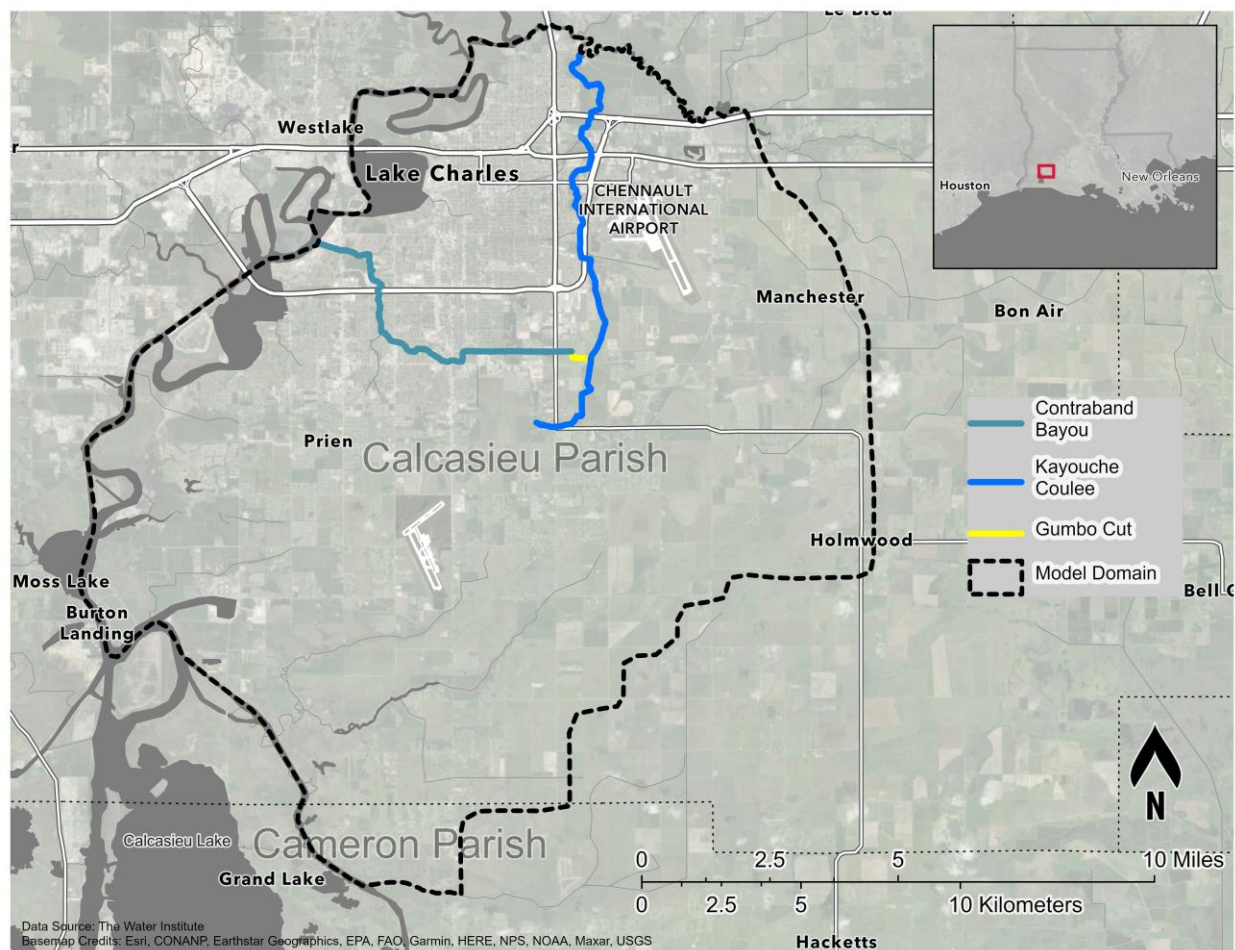 Le Bleu
Westlake
r
Lake Charles
CHENNAULT
INTERNATIONAL
AIRPORT
Houston
New Orleans
Manchester
Bon Air
Contraband
Bayou
Kayouche
Coulee
Gumbo Cut
Model Domain
Prien
Calcasieu Parish
Holmwood
Moss Lake
Burton
Landing
Bell C
N
Calcasieu Lake
Cameron Parish
Grand Lake
0 2.5 5 10 Miles
0 2.5 5 10 Kilometers
Data Source: The Water Institute
Basemap Credits: Esri, CONANP, Earthstar Geographics, EPA, FAO, Garmin, HERE, NPS, NOAA, Maxar, USGS
Hacketts